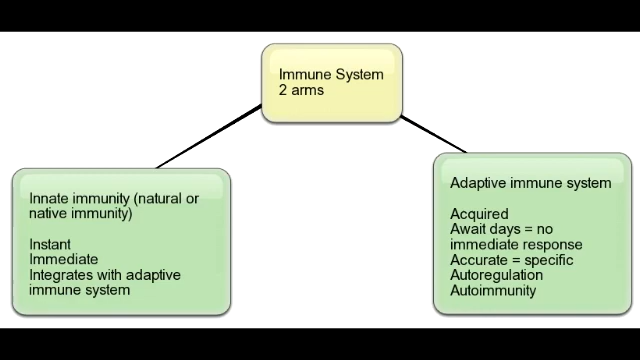 Immune System
2 arms
Innate immunity (natural or
native immunity)
Instant
Immediate
Integrates with adaptive
immune system
Adaptive immune system
Acquired
Await days = no
immediate response
Accurate = specific
Autoregulation
Autoimmunity